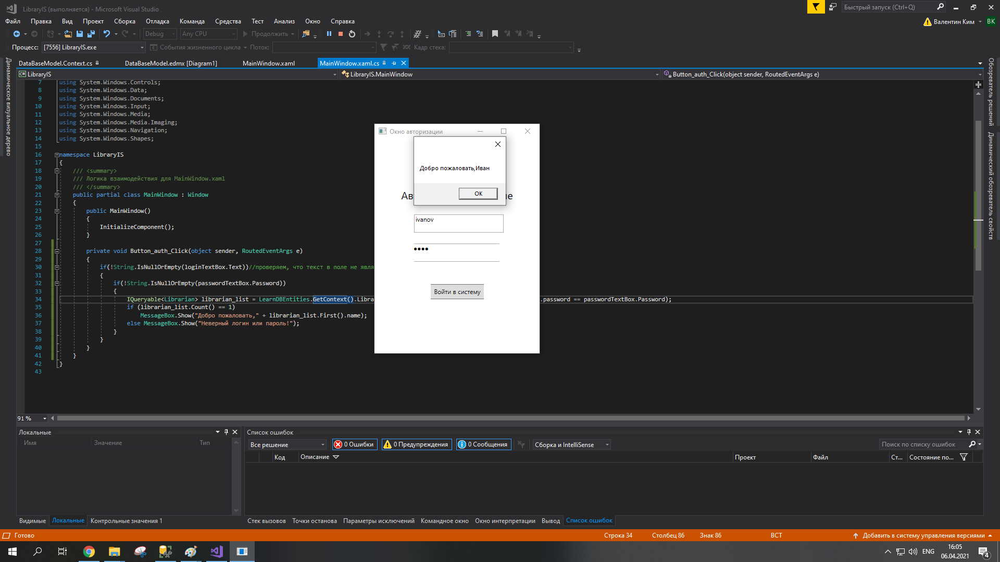 LibraryIS (выполняется) - Microsoft Visual Studio
Быстрый запуск (Ctrl+Q)
Файл Правка Вид Проект Сборка Отладка Команда Средства Тест Анализ Окно Справка
Валентин Ким ВК
Debug Any CPU Продолжить
Процесс: [7556] LibraryIS.exe События жизненного цикла Поток: Кадр стека:
DataBaseModel.Context.cs DataBaseModel.edmx [Diagram1] MainWindow.xaml MainWindow.xaml.cs
LibraryIS LibraryIS.MainWindow Button_auth_Click(object sender, RoutedEventArgs e)
Динамическое визуальное дерево
7 using System.Windows.Controls;
8 using System.Windows.Data;
9 using System.Windows.Documents;
10 using System.Windows.Input;
11 using System.Windows.Media;
12 using System.Windows.Media.Imaging;
13 using System.Windows.Navigation;
14 using System.Windows.Shapes;
15
16 namespace LibraryIS
17 {
18 /// <summary>
19 /// Логика взаимодействия для MainWindow.xaml
20 /// </summary>
21 public partial class MainWindow : Window
22 {
23 public MainWindow()
24 {
25 InitializeComponent();
26 }
27
28 private void Button_auth_Click(object sender, RoutedEventArgs e)
29 {
30 if(!String.IsNullOrEmpty(loginTextBox.Text))//проверяем, что текст в поле не явля
31 {
32 if(!String.IsNullOrEmpty(passwordTextBox.Password))
33 {
34 IQueryable<Librarian> librarian_list = LearnDBEntities.GetContext().Libra .password == passwordTextBox.Password);
35 if (librarian_list.Count() == 1)
36 MessageBox.Show("Добро пожаловать," + librarian_list.First().name);
37 else MessageBox.Show("Неверный логин или пароль!");
38 }
39 }
40 }
41 }
42 }
43
Окно авторизации
Добро пожаловать,Иван
OK
Ав е
ivanov
••••
Войти в систему
Обозреватель решений
Динамический обозреватель свойств
91 %
Локальные
Имя Значение Тип
Видимые Локальные Контрольные значения 1
Список ошибок
Все решение 0 Ошибки 0 Предупреждения 0 Сообщения Сборка и IntelliSense Поиск по списку ошибок
Код Описание Проект Файл Ст... Состояние по...
Стек вызовов Точки останова Параметры исключений Командное окно Окно интерпретации Вывод Список ошибок
Готово Строка 34 Столбец 86 Знак 86 ВСТ Добавить в систему управления версиями
ENG 16:05
06.04.2021
4